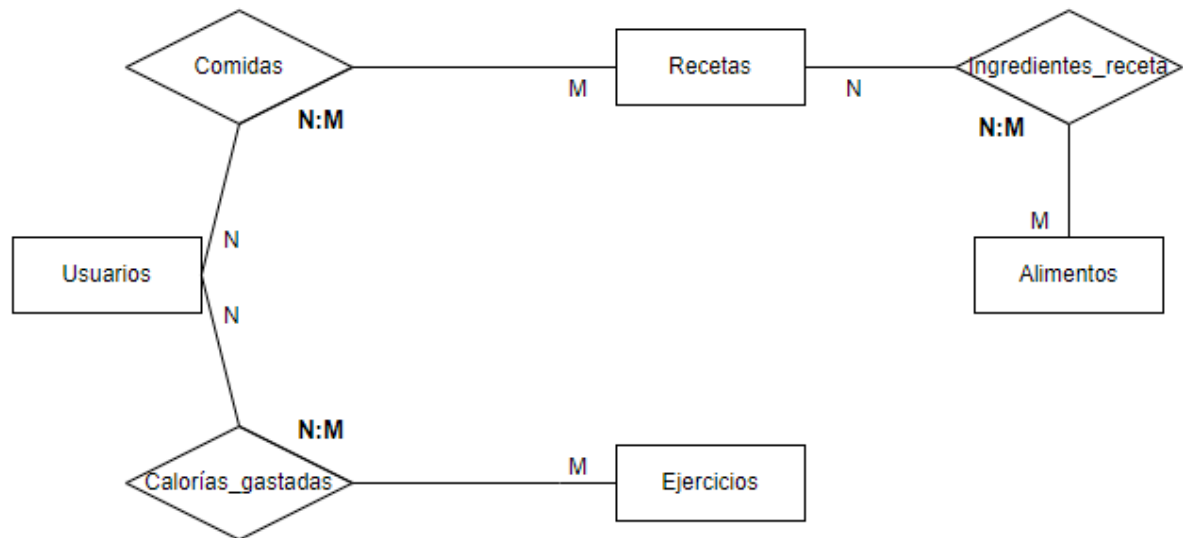 Comidas
Recetas
Ingredientes_receta
M
N
N:M
N:M
N
M
Usuarios
Alimentos
N
N:M
M
Calorías_gastadas
Ejercicios